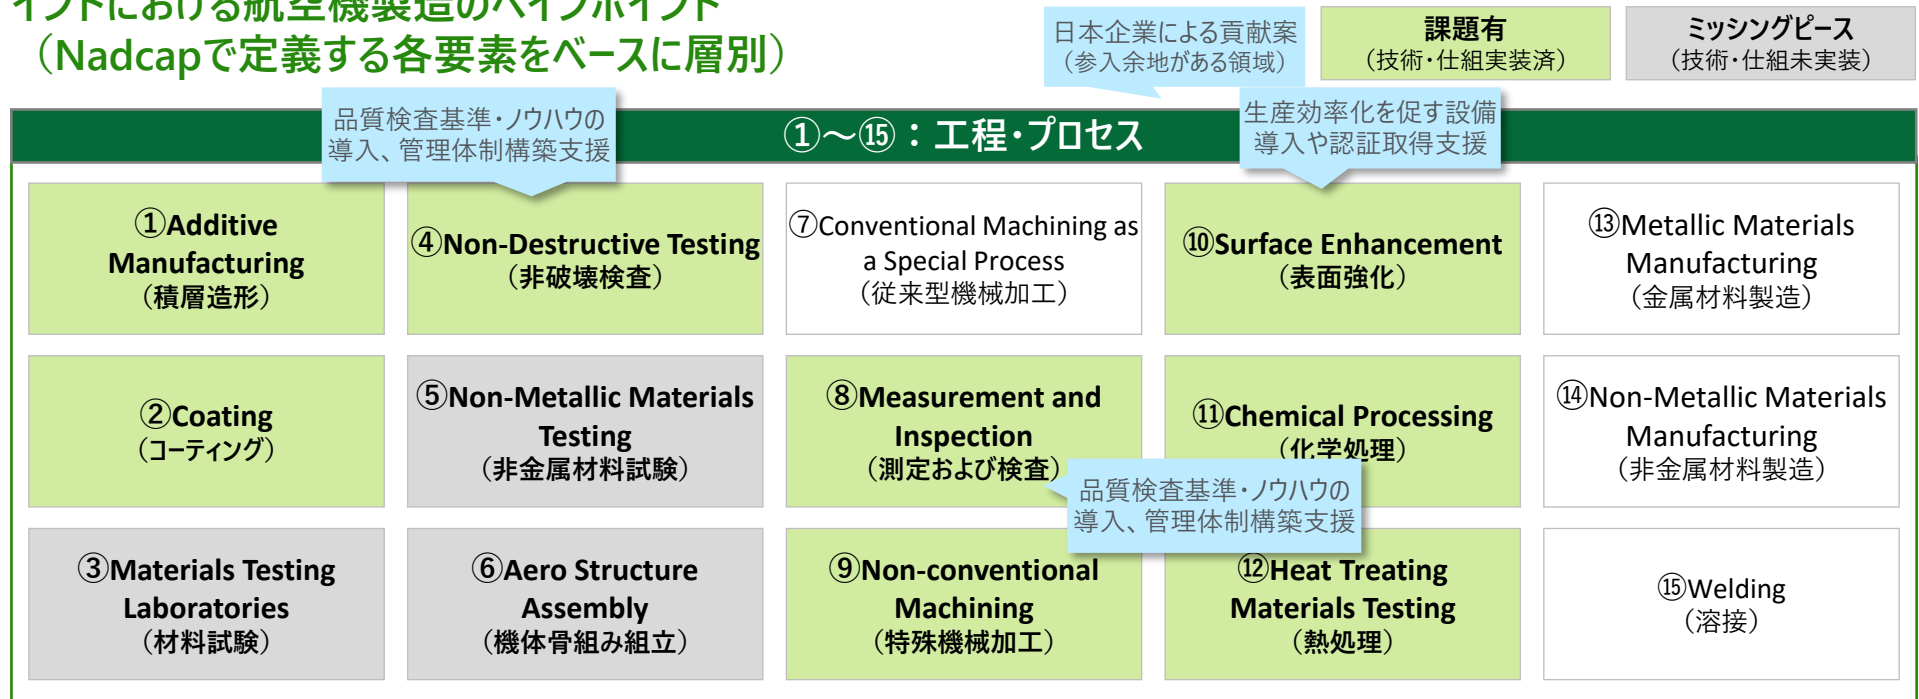 インドにおける航空機製造のペインポイント
（Nadcapで定義する各要素をベースに層別）
日本企業による貢献案
（参入余地がある領域）
課題有
（技術・仕組実装済）
ミッシングピース
（技術・仕組未実装）
品質検査基準・ノウハウの
導入、管理体制構築支援
①～⑮：工程・プロセス
生産効率化を促す設備
導入や認証取得支援
①Additive
Manufacturing
（積層造形）
④Non-Destructive Testing
（非破壊検査）
⑦Conventional Machining as
a Special Process
（従来型機械加工）
⑩Surface Enhancement
（表面強化）
⑬Metallic Materials
Manufacturing
（金属材料製造）
②Coating
（コーティング）
⑤Non-Metallic Materials
Testing
（非金属材料試験）
⑧Measurement and
Inspection
（測定および検査）
⑪Chemical Processing
（化学処理）
⑭Non-Metallic Materials
Manufacturing
（非金属材料製造）
品質検査基準・ノウハウの
導入、管理体制構築支援
③Materials Testing
Laboratories
（材料試験）
⑥Aero Structure
Assembly
（機体骨組み組立）
⑨Non-conventional
Machining
（特殊機械加工）
⑫Heat Treating
Materials Testing
（熱処理）
⑮Welding
（溶接）